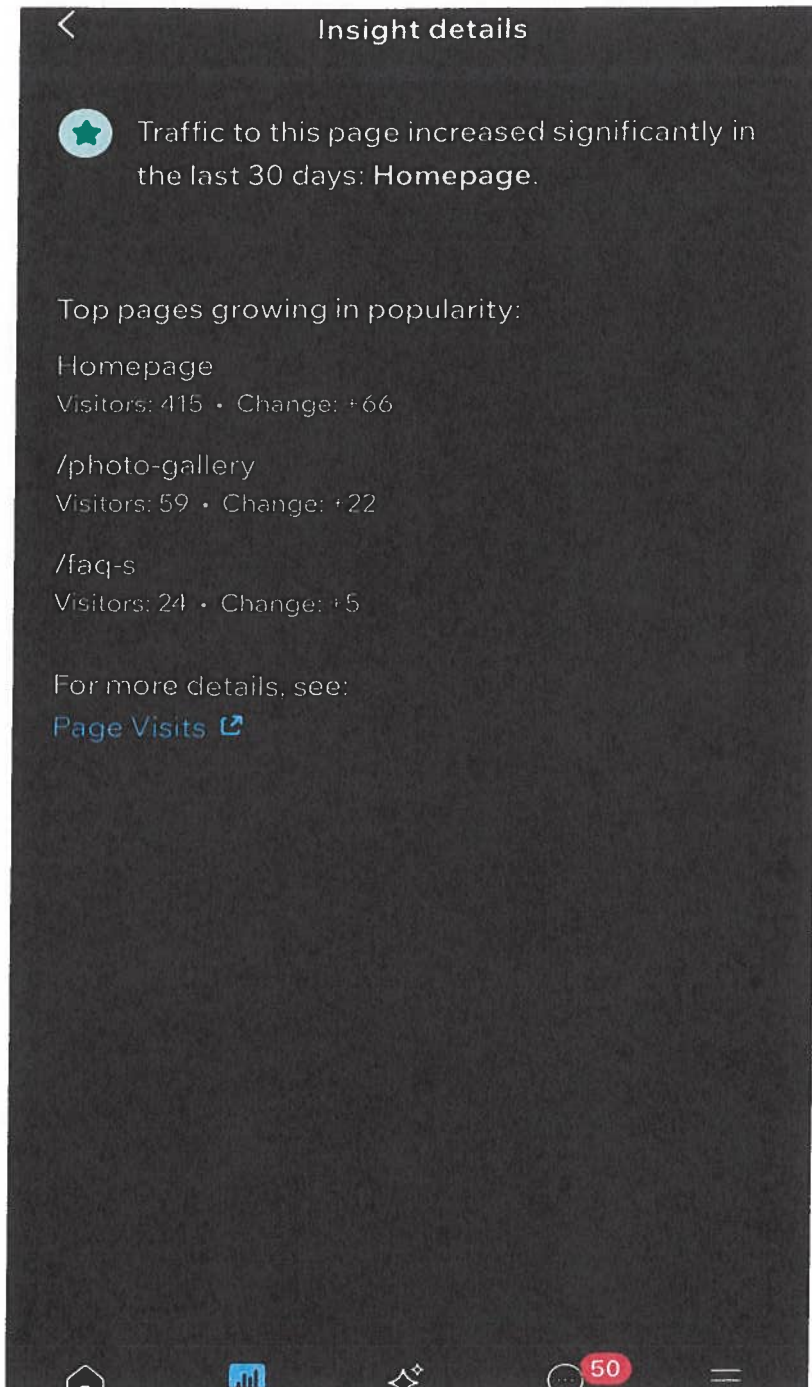 Insight details
Traffic to this page increased significantly in
the last 30 days: Homepage.
Top pages growing in popularity:
Homepage
Visitors: 415 • Change: +66
/photo-gallery
Visitors: 59 • Change: +22
/faq-s
Visitors: 24 • Change: +5
For more details, see:
Page Visits
50